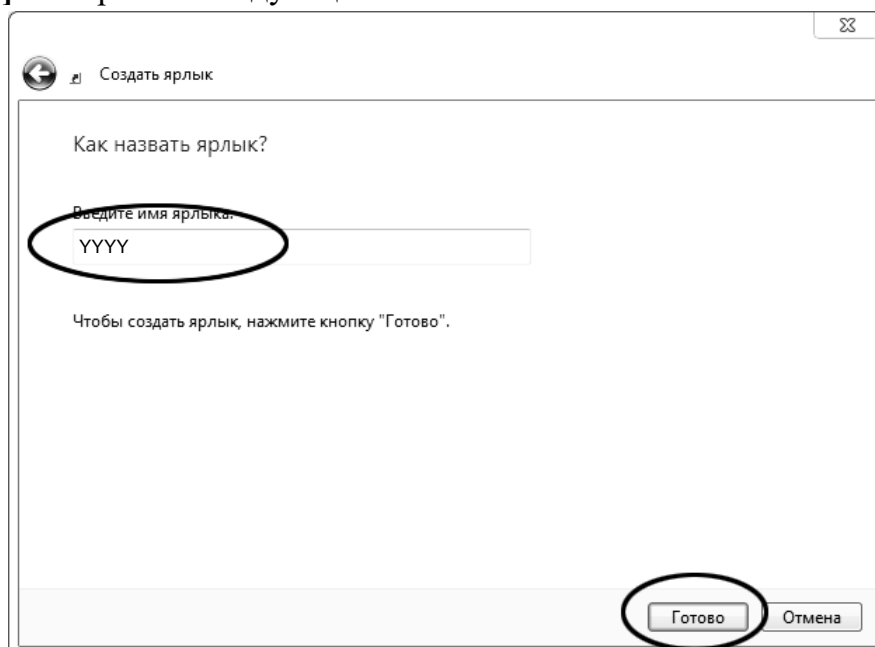 Создать ярлык
Как назвать ярлык?
Введите имя ярлыка:
YYYY
Чтобы создать ярлык, нажмите кнопку "Готово".
Готово
Отмена